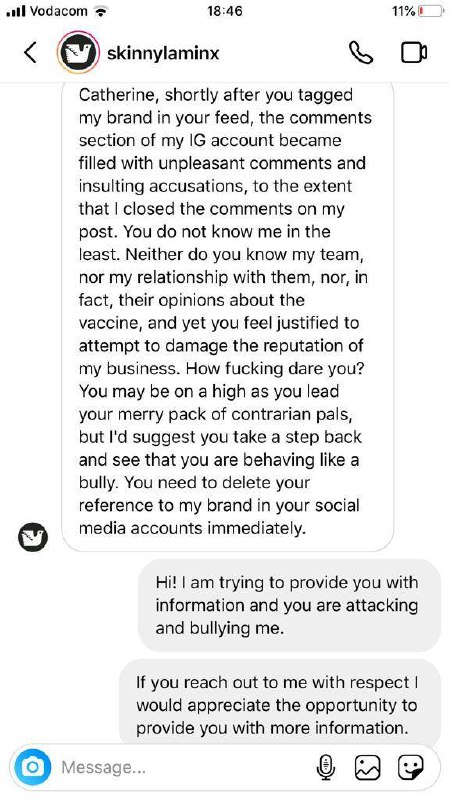 Vodacom 18:46 11%
skinnylaminx
Catherine, shortly after you tagged
my brand in your feed, the comments
section of my IG account became
filled with unpleasant comments and
insulting accusations, to the extent
that I closed the comments on my
post. You do not know me in the
least. Neither do you know my team,
nor my relationship with them, nor, in
fact, their opinions about the
vaccine, and yet you feel justified to
attempt to damage the reputation of
my business. How fucking dare you?
You may be on a high as you lead
your merry pack of contrarian pals,
but I'd suggest you take a step back
and see that you are behaving like a
bully. You need to delete your
reference to my brand in your social
media accounts immediately.
Hi! I am trying to provide you with
information and you are attacking
and bullying me.
If you reach out to me with respect I
would appreciate the opportunity to
provide you with more information.
Message...